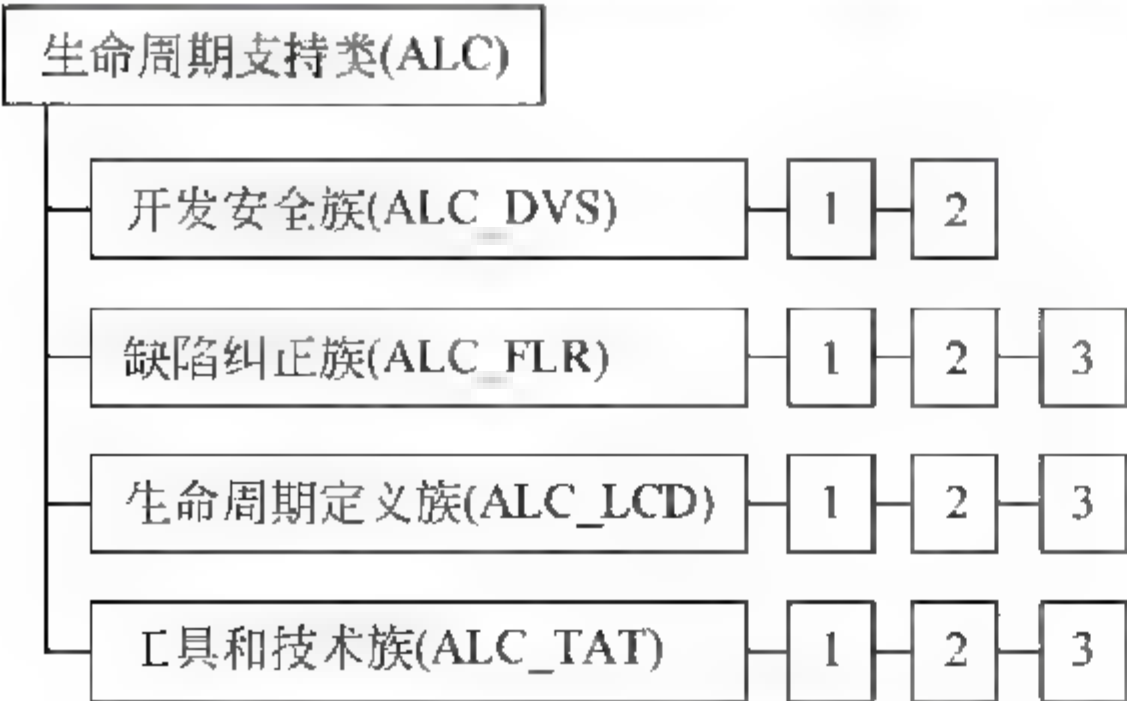 生命周期支持类(ALC)
开发安全族(ALC_DVS) 1 2
缺陷纠正族(ALC_FLR) 1 2 3
生命周期定义族(ALC_LCD) 1 2 3
工具和技术族(ALC_TAT) 1 2 3